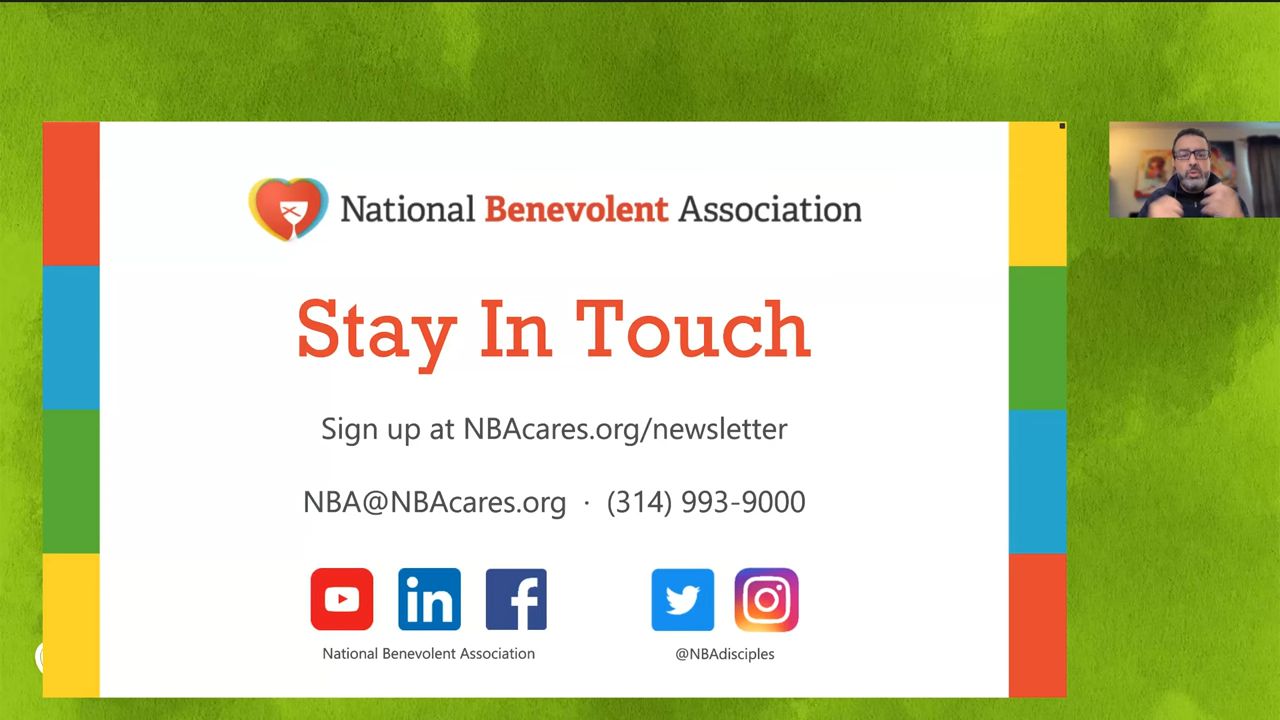 National Benevolent Association
Stay In Touch
Sign up at NBAcares.org/newsletter
NBA@NBAcares.org · (314) 993-9000
in f
National Benevolent Association
@NBAdisciples